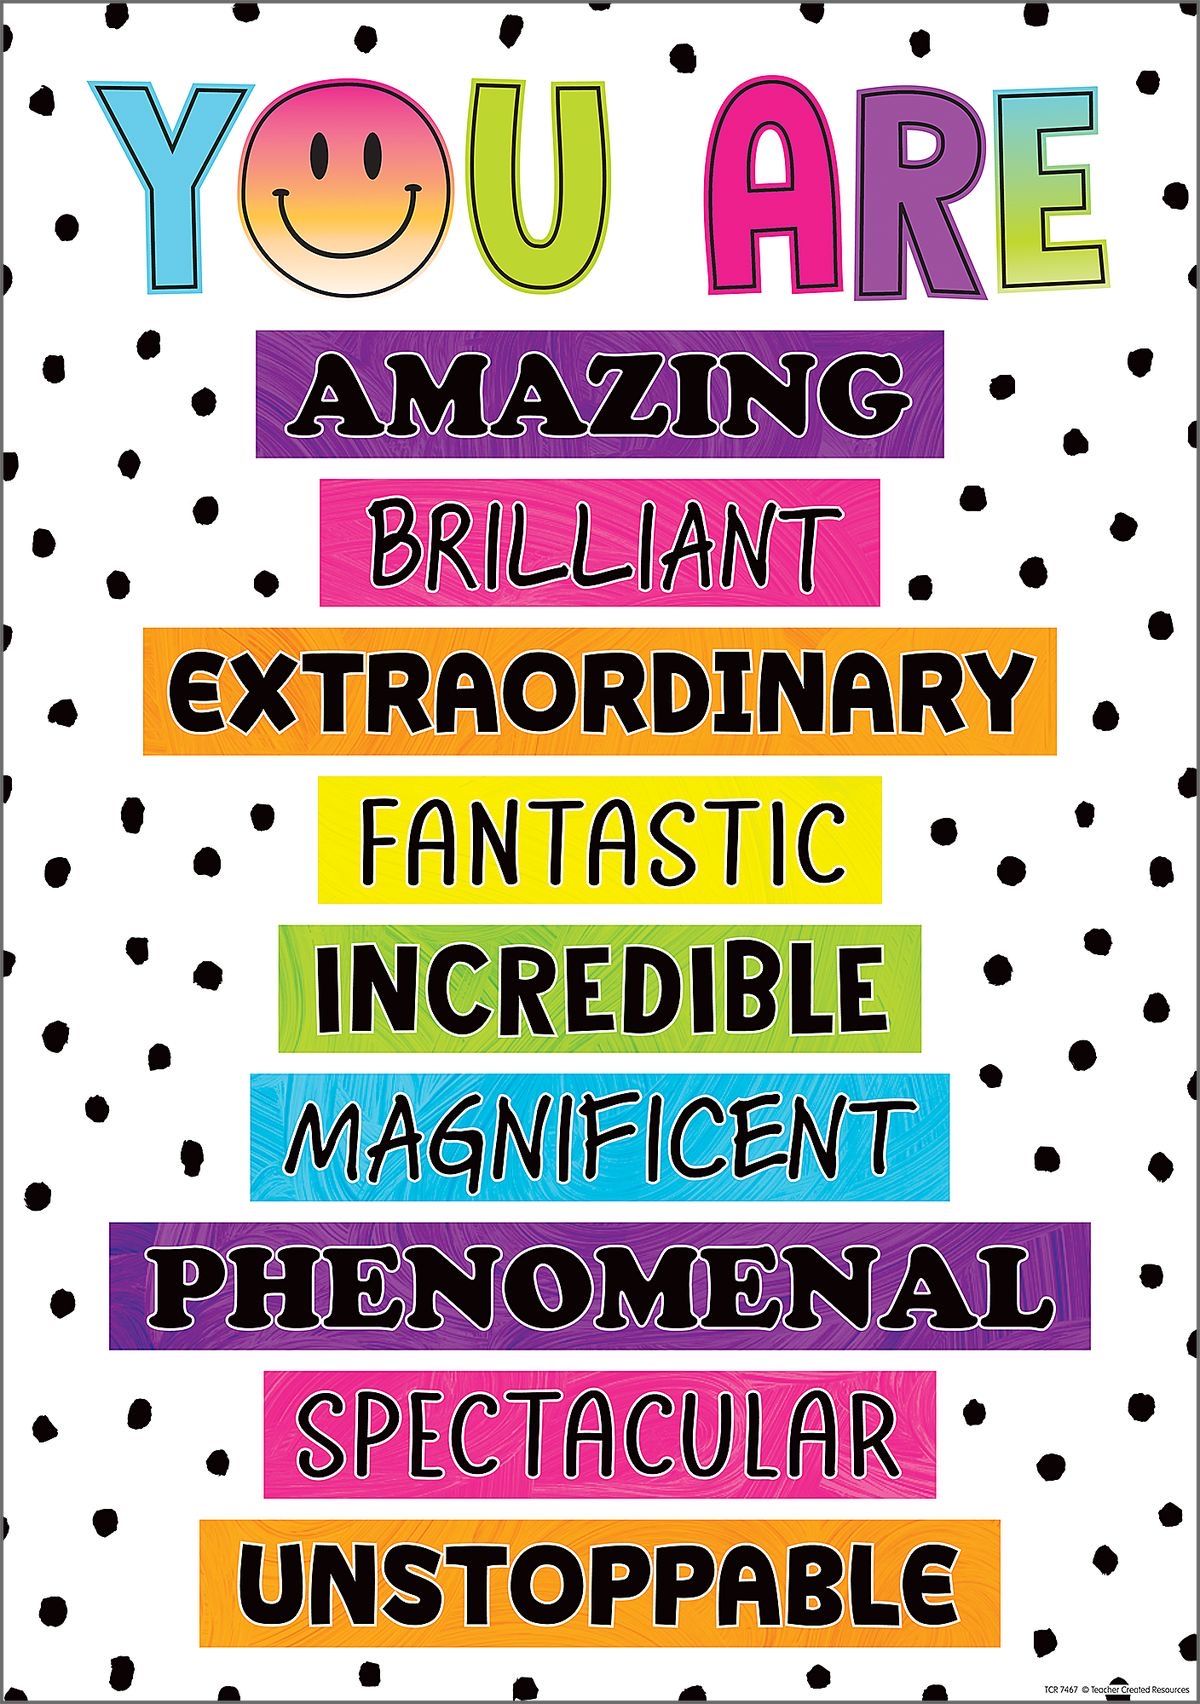 YOU ARE
AMAZING
BRILLIANT
EXTRAORDINARY
FANTASTIC
INCREDIBLE
MAGNIFICENT
PHENOMENAL
SPECTACULAR
UNSTOPPABLE
TCR 7467 © Teacher Created Resources